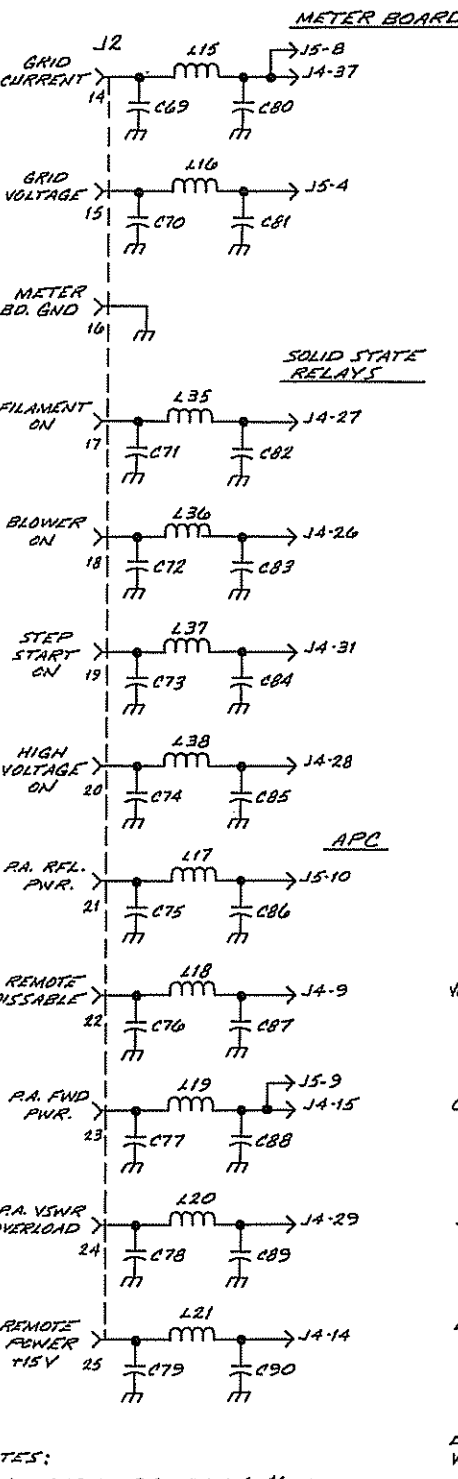 METER BOARD
J2
GRID
CURRENT
14
L15
C69
C80
J5-8
J4-37
GRID
VOLTAGE
15
L16
C70
C81
J5-4
METER
BD. GND
16
SOLID STATE
RELAYS
FILAMENT
ON
17
L35
C71
C82
J4-27
BLOWER
ON
18
L36
C72
C83
J4-26
STEP
START
ON
19
L37
C73
C84
J4-31
HIGH
VOLTAGE
ON
20
L38
C74
C85
J4-28
APC
P.A. RFL.
PWR.
21
L17
C75
C86
J5-10
REMOTE
DISSABLE
22
L18
C76
C87
J4-9
P.A. FWD
PWR.
23
L19
C77
C88
J5-9
J4-15
P.A. VSWR
OVERLOAD
24
L20
C78
C89
J4-29
REMOTE
POWER
+15V
25
L21
C79
C90
J4-14
TES: